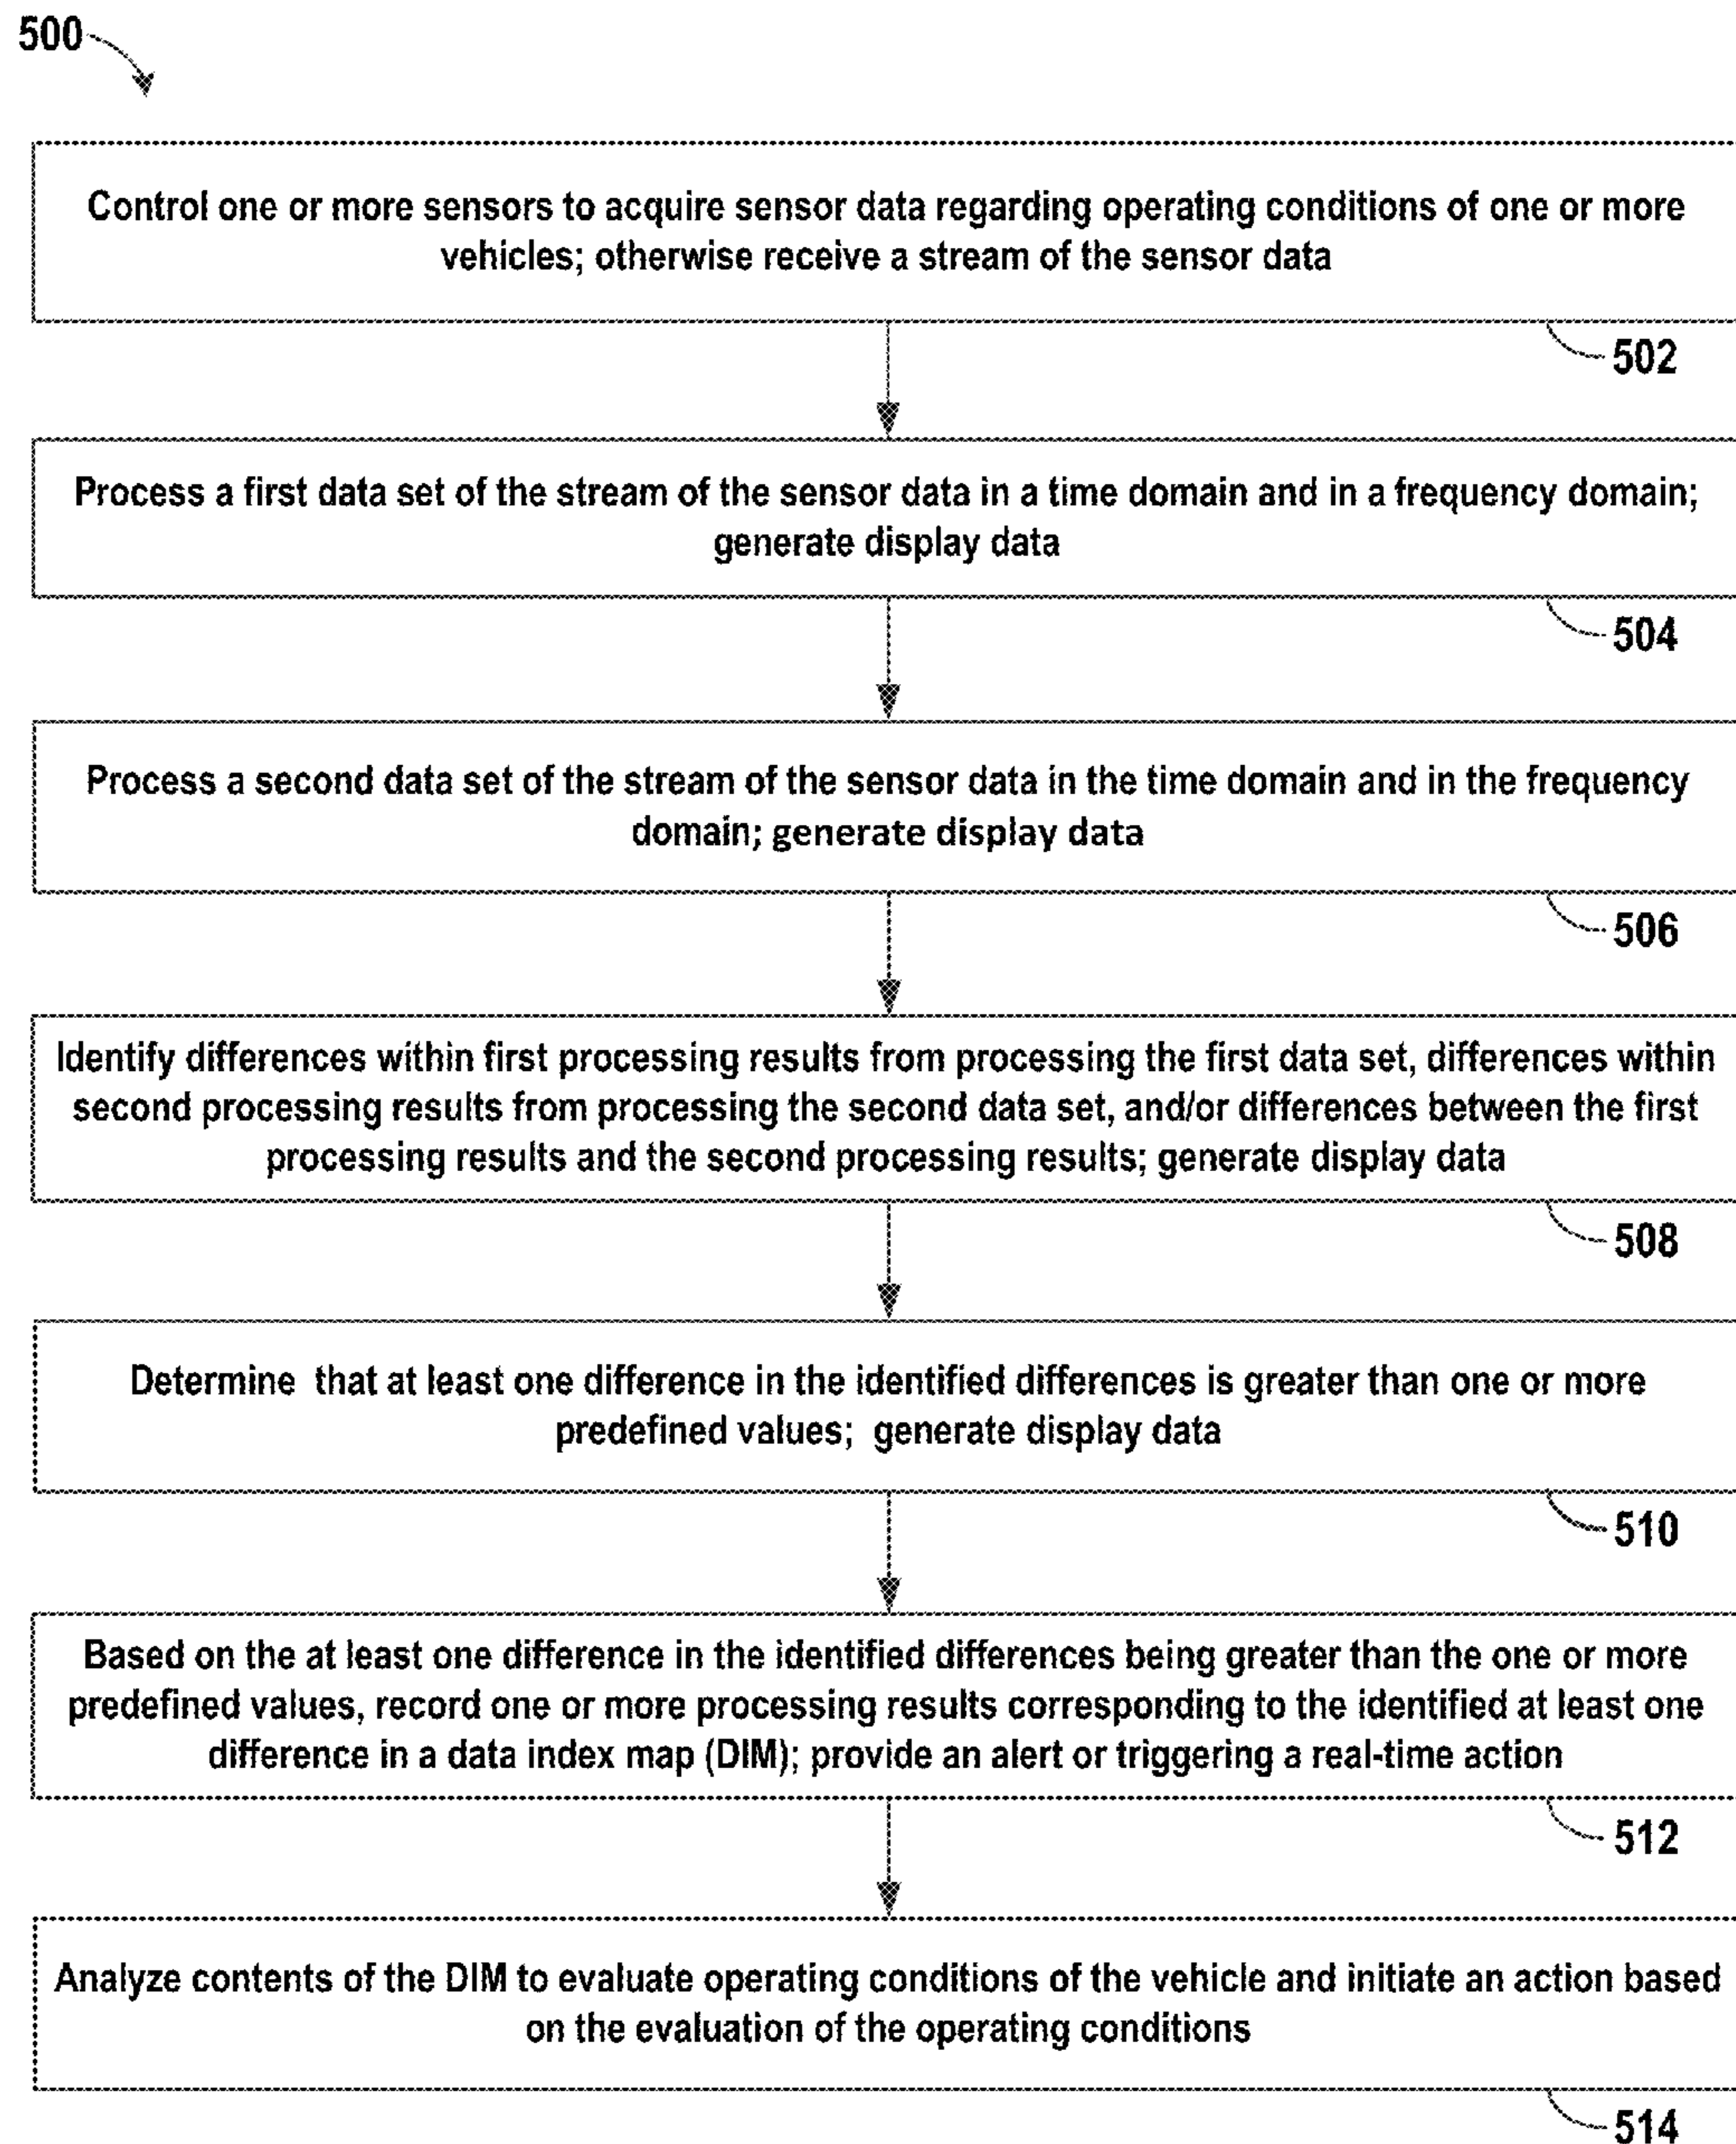 500
Control one or more sensors to acquire sensor data regarding operating conditions of one or more
vehicles; otherwise receive a stream of the sensor data
502
Process a first data set of the stream of the sensor data in a time domain and in a frequency domain;
generate display data
504
Process a second data set of the stream of the sensor data in the time domain and in the frequency
domain; generate display data
506
Identify differences within first processing results from processing the first data set, differences within
second processing results from processing the second data set, and/or differences between the first
processing results and the second processing results; generate display data
508
Determine that at least one difference in the identified differences is greater than one or more
predefined values; generate display data
510
Based on the at least one difference in the identified differences being greater than the one or more
predefined values, record one or more processing results corresponding to the identified at least one
difference in a data index map (DIM); provide an alert or triggering a real-time action
512
Analyze contents of the DIM to evaluate operating conditions of the vehicle and initiate an action based
on the evaluation of the operating conditions
514